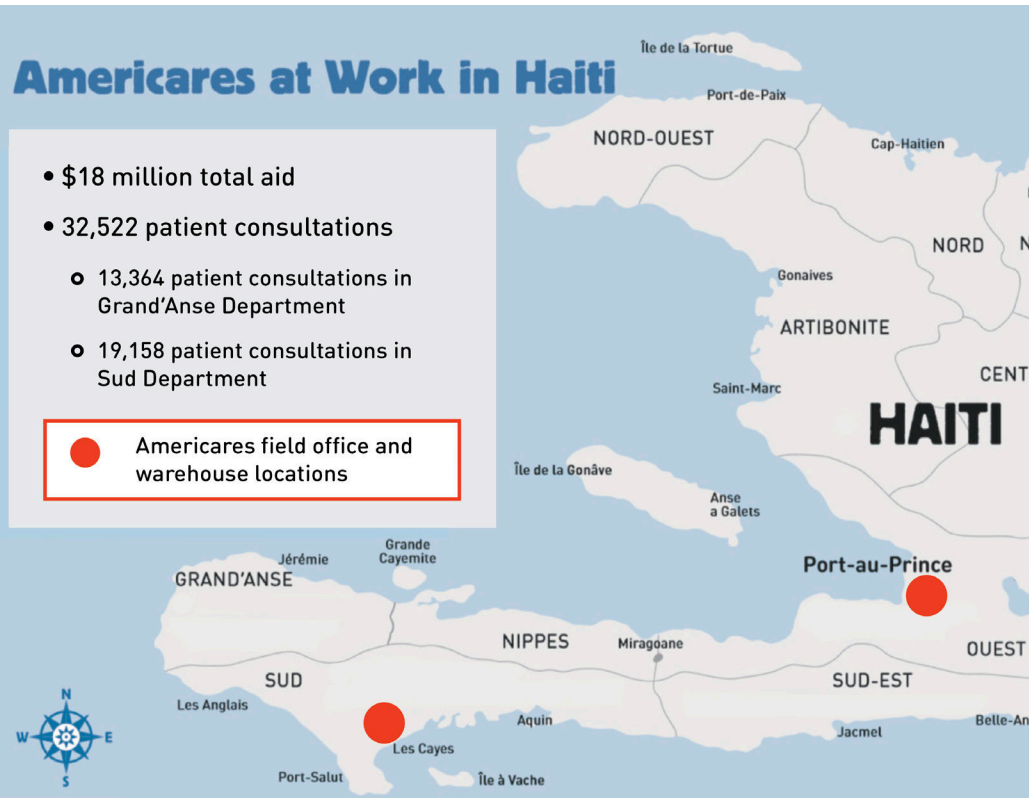 Americares at Work in Haiti
• $18 million total aid
• 32,522 patient consultations
13,364 patient consultations in
Grand'Anse Department
19,158 patient consultations in
Sud Department
Americares field office and
warehouse locations
Île de la Tortue
Port-de-Paix
NORD-OUEST
Cap-Haitien
NORD
N
Gonaives
ARTIBONITE
CENT
Saint-Marc
HAITI
Île de la Gonâve
Anse
a Galets
Port-au-Prince
Grande
Cayemite
Jérémie
GRAND'ANSE
NIPPES
Miragoane
OUEST
SUD
SUD-EST
Les Anglais
Aquin
Belle-An
Jacmel
Les Cayes
Port-Salut
Île à Vache
N
W
E
S